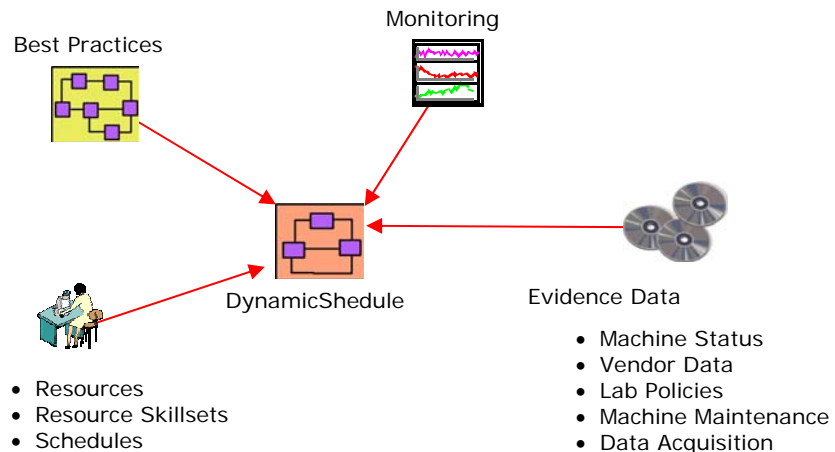 Monitoring
Best Practices
DynamicShedule
Evidence Data
• Machine Status
• Vendor Data
• Lab Policies
• Machine Maintenance
• Data Acquisition
• Resources
• Resource Skillsets
• Schedules